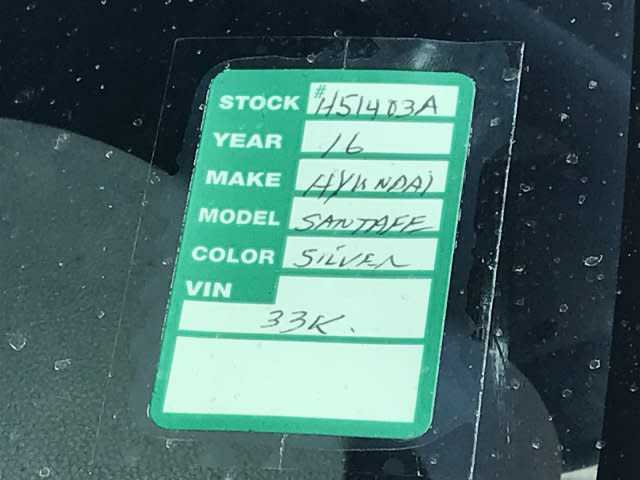 STOCK # H51403A
YEAR 16
MAKE HYUNDAI
MODEL SANTAFE
COLOR SILVER
VIN
33K.